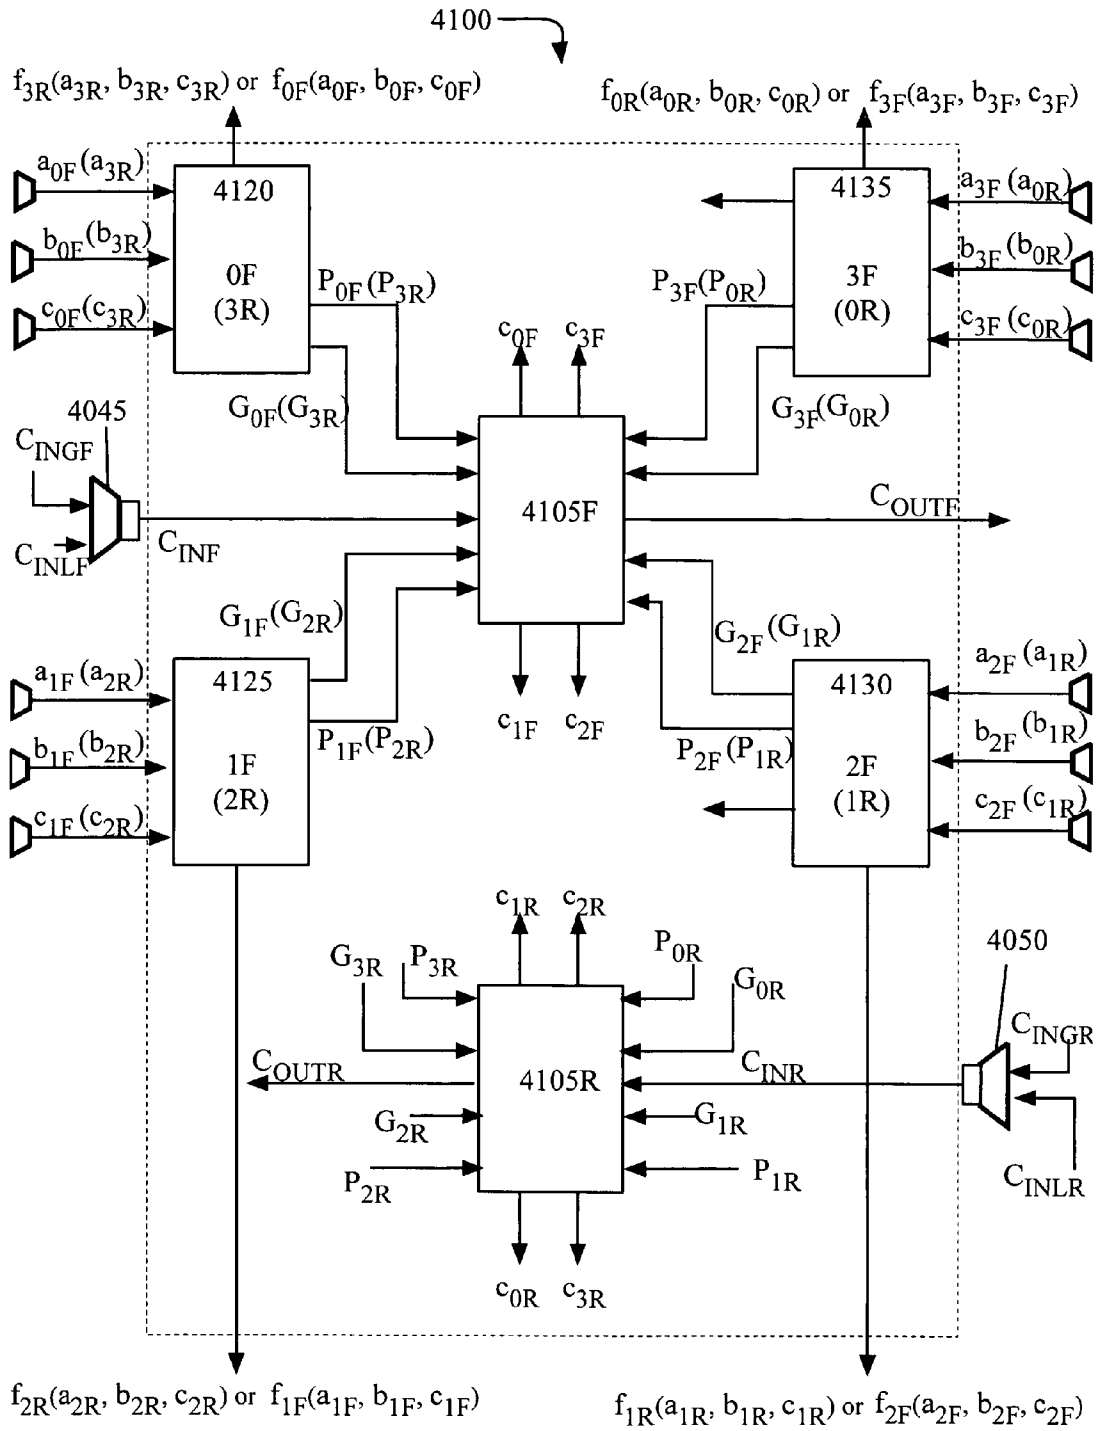 4100
f3R(a3R, b3R, c3R) or f0F(a0F, b0F, c0F)
f0R(a0R, b0R, c0R) or f3F(a3F, b3F, c3F)
a0F (a3R)
4120
4135
a3F (a0R)
b0F (b3R)
0F
(3R)
P0F (P3R)
P3F(P0R)
3F
(0R)
b3F (b0R)
c0F (c3R)
c0F
c3F
c3F (c0R)
4045
G0F(G3R)
G3F(G0R)
CINGF
4105F
COUTF
CINLF
CINF
G1F(G2R)
G2F (G1R)
a1F (a2R)
4125
4130
a2F (a1R)
c1F
c2F
b1F (b2R)
1F
(2R)
P1F(P2R)
P2F(P1R)
2F
(1R)
b2F (b1R)
c1F (c2R)
c2F (c1R)
c1R
c2R
G3R
P3R
P0R
G0R
4050
CINGR
COUTR
4105R
CINR
G2R
G1R
P2R
P1R
CINLR
c0R
c3R
f2R(a2R, b2R, c2R) or f1F(a1F, b1F, c1F)
f1R(a1R, b1R, c1R) or f2F(a2F, b2F, c2F)